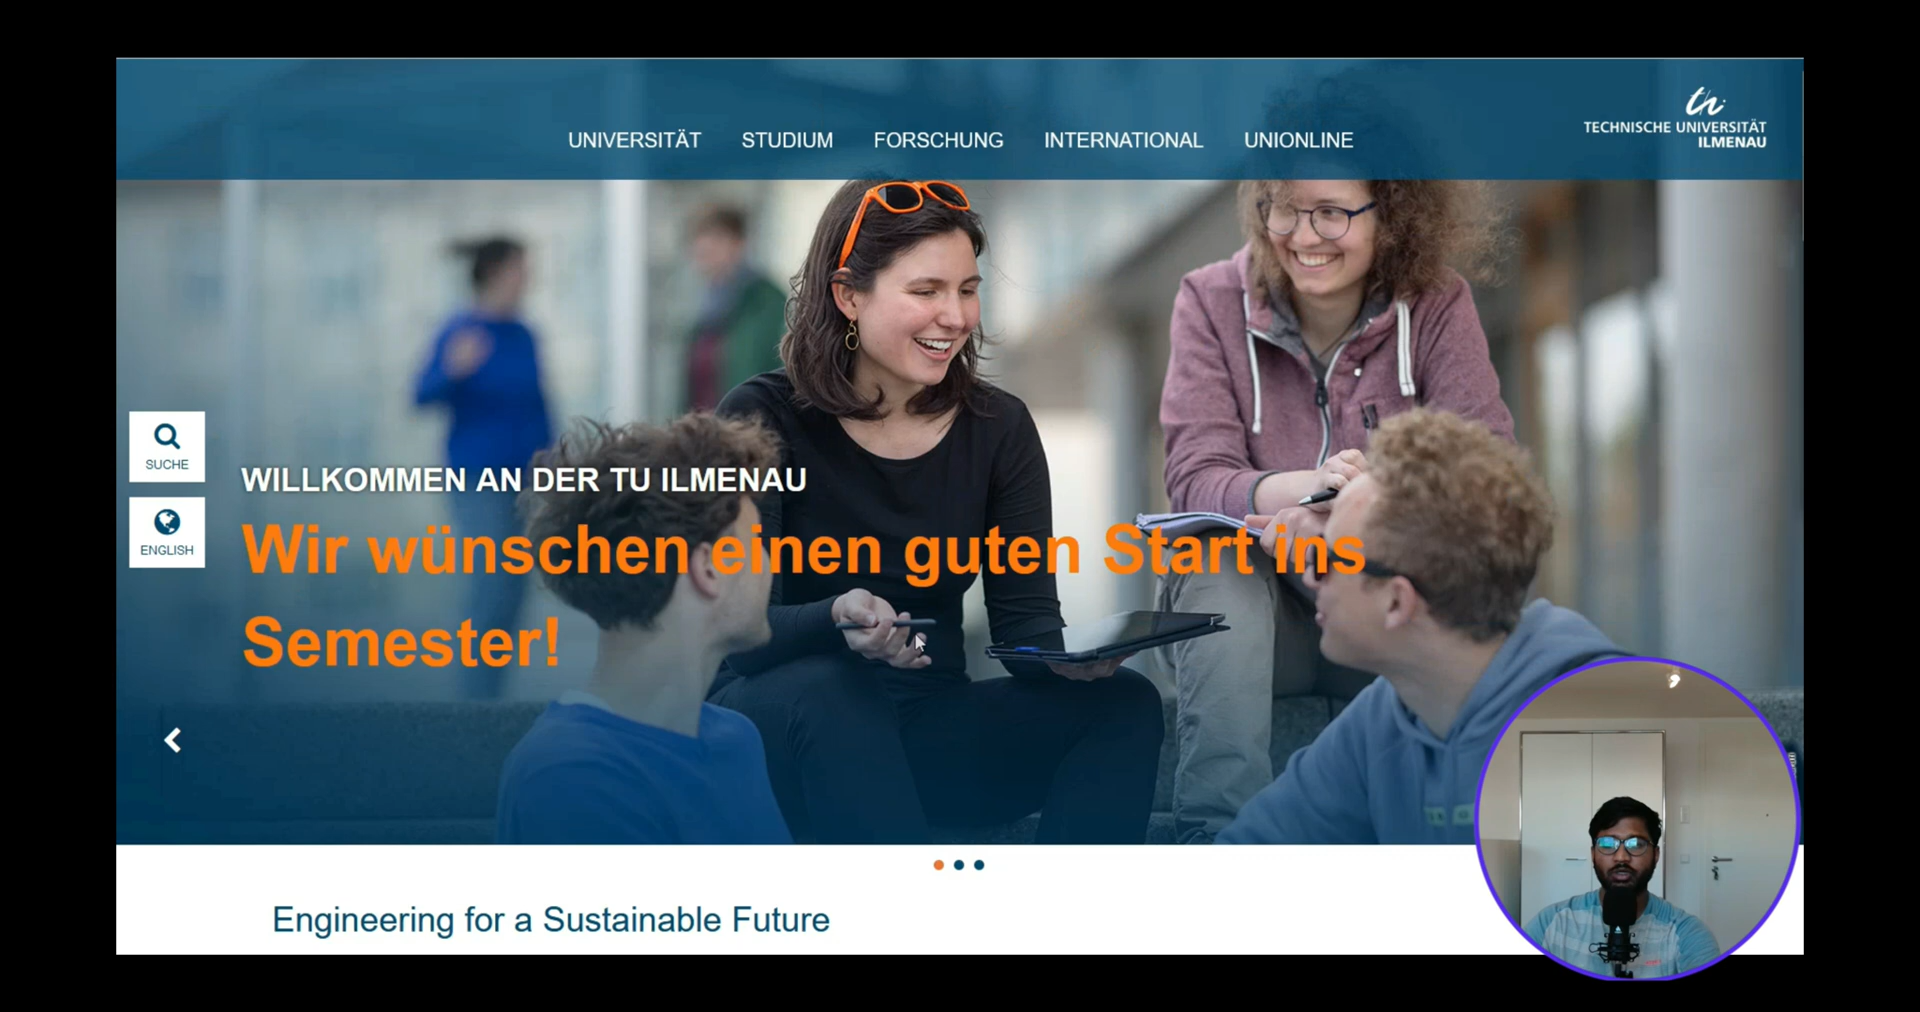 UNIVERSITÄT STUDIUM FORSCHUNG INTERNATIONAL UNIONLINE
TECHNISCHE UNIVERSITÄT
ILMENAU
SUCHE
ENGLISH
WILLKOMMEN AN DER TU ILMENAU
Wir wünschen einen guten Start ins
Semester!
Engineering for a Sustainable Future